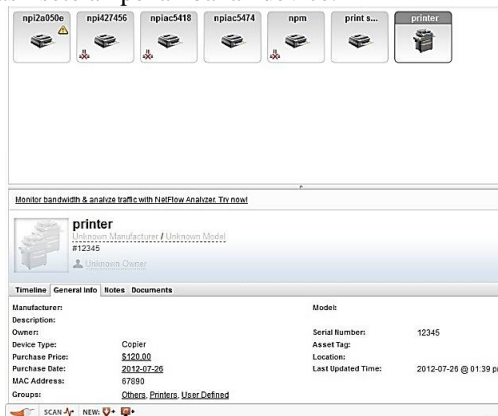 npi2a050e npi427456 npiac5418 npiac5474 npm print s... printer
Monitor bandwidth & analyze traffic with NetFlow Analyzer. Try now!
printer
Unknown Manufacturer / Unknown Model
#12345
Unknown Owner
Timeline General Info Notes Documents
Manufacturer: Model:
Description:
Owner: Serial Number: 12345
Device Type: Copier Asset Tag:
Purchase Price: $120.00 Location:
Purchase Date: 2012-07-26 Last Updated Time: 2012-07-26 @ 01:39 p
MAC Address: 67890
Groups: Others, Printers, User Defined
SCAN NEW: